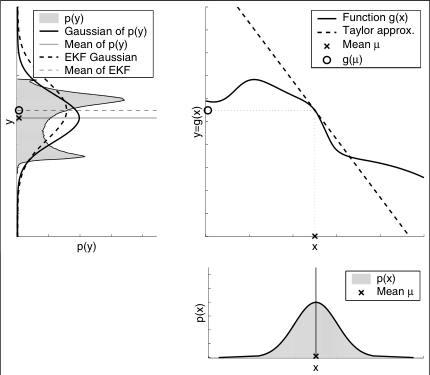 p(y)
Gaussian of p(y)
Mean of p(y)
EKF Gaussian
Mean of EKF
y
p(y)
Function g(x)
Taylor approx.
Mean μ
g(μ)
y=g(x)
x
p(x)
Mean μ
p(x)
x